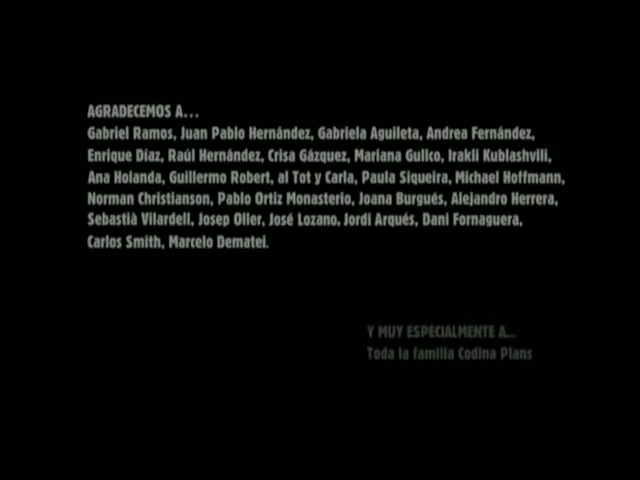 AGRADECEMOS A...
Gabriel Ramos, Juan Pablo Hernández, Gabriela Aguileta, Andrea Fernández,
Enrique Díaz, Raúl Hernández, Crisa Gázquez, Mariana Gullco, Irakli Kublashvili,
Ana Holanda, Guillermo Robert, al Tot y Carla, Paula Siqueira, Michael Hoffmann,
Norman Christianson, Pablo Ortiz Monasterio, Joana Burgués, Alejandro Herrera,
Sebastià Vilardell, Josep Oller, José Lozano, Jordi Arqués, Dani Fornaguera,
Carlos Smith, Marcelo Dematei.
Y MUY ESPECIALMENTE A...
Toda la familia Codina Plans